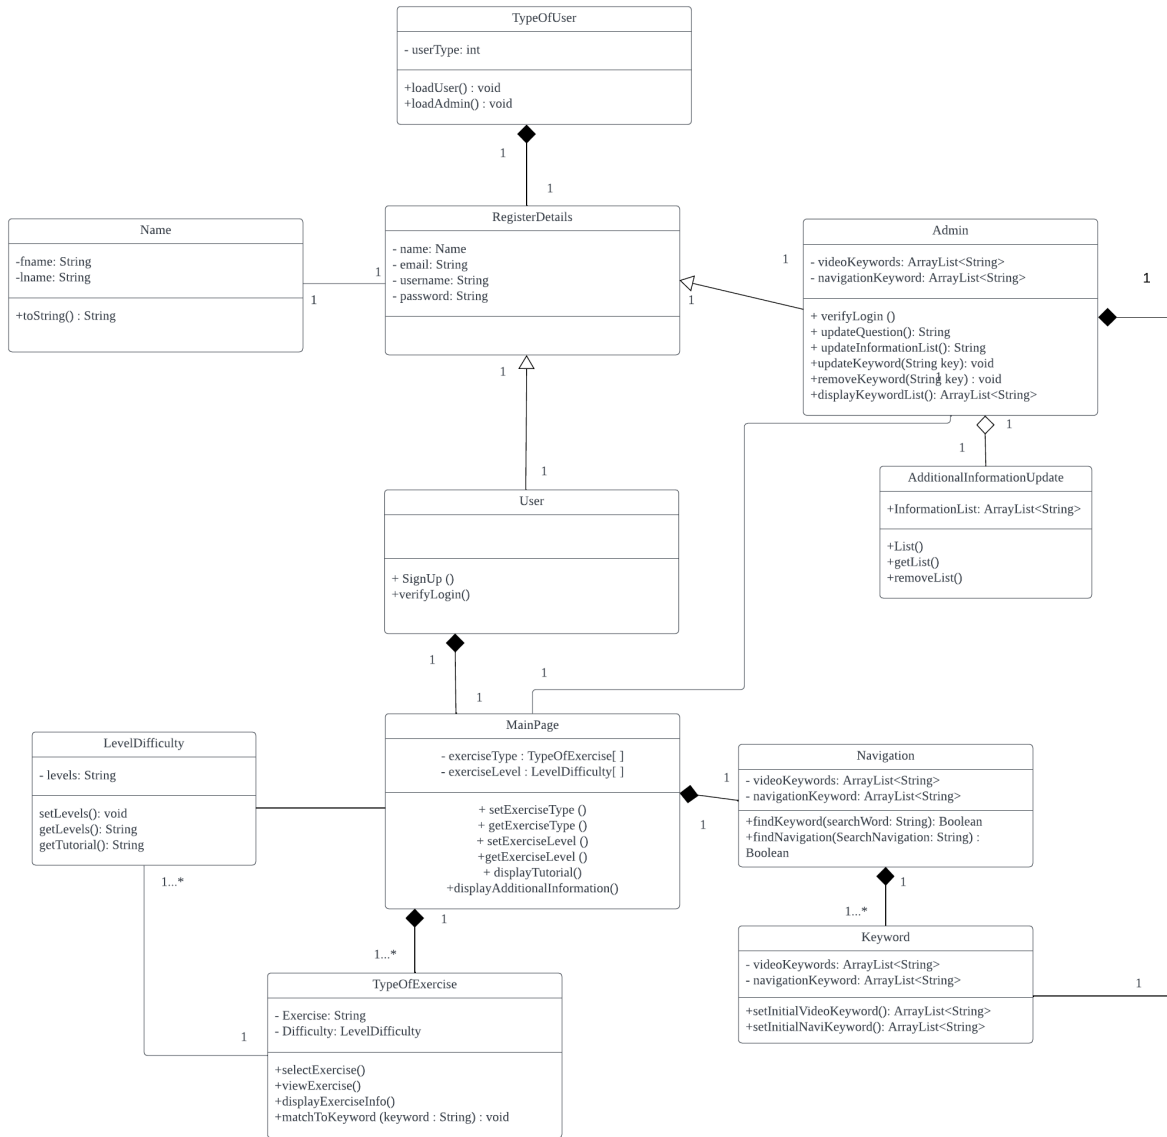 TypeOfUser
- userType: int
+loadUser() : void
+loadAdmin() : void
1
1
Name
-fname: String
-lname: String
+toString() : String
1
1
RegisterDetails
- name: Name
- email: String
- username: String
- password: String
1
1
Admin
- videoKeywords: ArrayList<String>
- navigationKeyword: ArrayList<String>
+ verifyLogin ()
+ updateQuestion(): String
+ updateInformationList(): String
+updateKeyword(String key): void
+removeKeyword(String key) : void
+displayKeywordList(): ArrayList<String>
1
1
1
1
AdditionalInformationUpdate
+InformationList: ArrayList<String>
+List()
+getList()
+removeList()
1
1
User
+ SignUp ()
+verifyLogin()
1
1
1
MainPage
- exerciseType : TypeOfExercise[ ]
- exerciseLevel : LevelDifficulty[ ]
+ setExerciseType ()
+ getExerciseType ()
+ setExerciseLevel ()
+getExerciseLevel ()
+ displayTutorial()
+displayAdditionalInformation()
LevelDifficulty
- levels: String
setLevels(): void
getLevels(): String
getTutorial(): String
1...*
1
1
1
Navigation
- videoKeywords: ArrayList<String>
- navigationKeyword: ArrayList<String>
+findKeyword(searchWord: String): Boolean
+findNavigation(SearchNavigation: String) :
Boolean
1
1...*
Keyword
- videoKeywords: ArrayList<String>
- navigationKeyword: ArrayList<String>
+setInitialVideoKeyword(): ArrayList<String>
+setInitialNaviKeyword(): ArrayList<String>
1
1
1...*
TypeOfExercise
- Exercise: String
- Difficulty: LevelDifficulty
+selectExercise()
+viewExercise()
+displayExerciseInfo()
+matchToKeyword (keyword : String) : void